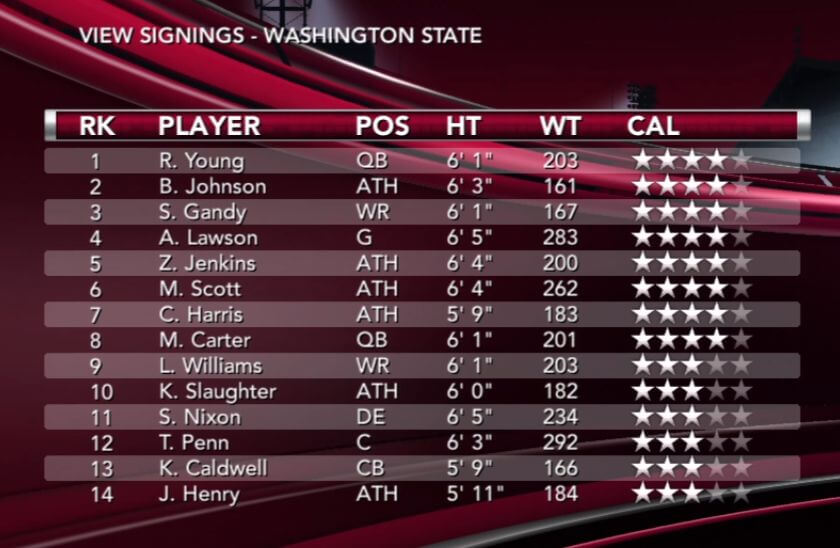 VIEW SIGNINGS - WASHINGTON STATE
RK PLAYER POS HT WT CAL
1 R. Young QB 6' 1" 203
2 B. Johnson ATH 6' 3" 161
3 S. Gandy WR 6' 1" 167
4 A. Lawson G 6' 5" 283
5 Z. Jenkins ATH 6' 4" 200
6 M. Scott ATH 6' 4" 262
7 C. Harris ATH 5' 9" 183
8 M. Carter QB 6' 1" 201
9 L. Williams WR 6' 1" 203
10 K. Slaughter ATH 6' 0" 182
11 S. Nixon DE 6' 5" 234
12 T. Penn C 6' 3" 292
13 K. Caldwell CB 5' 9" 166
14 J. Henry ATH 5' 11" 184